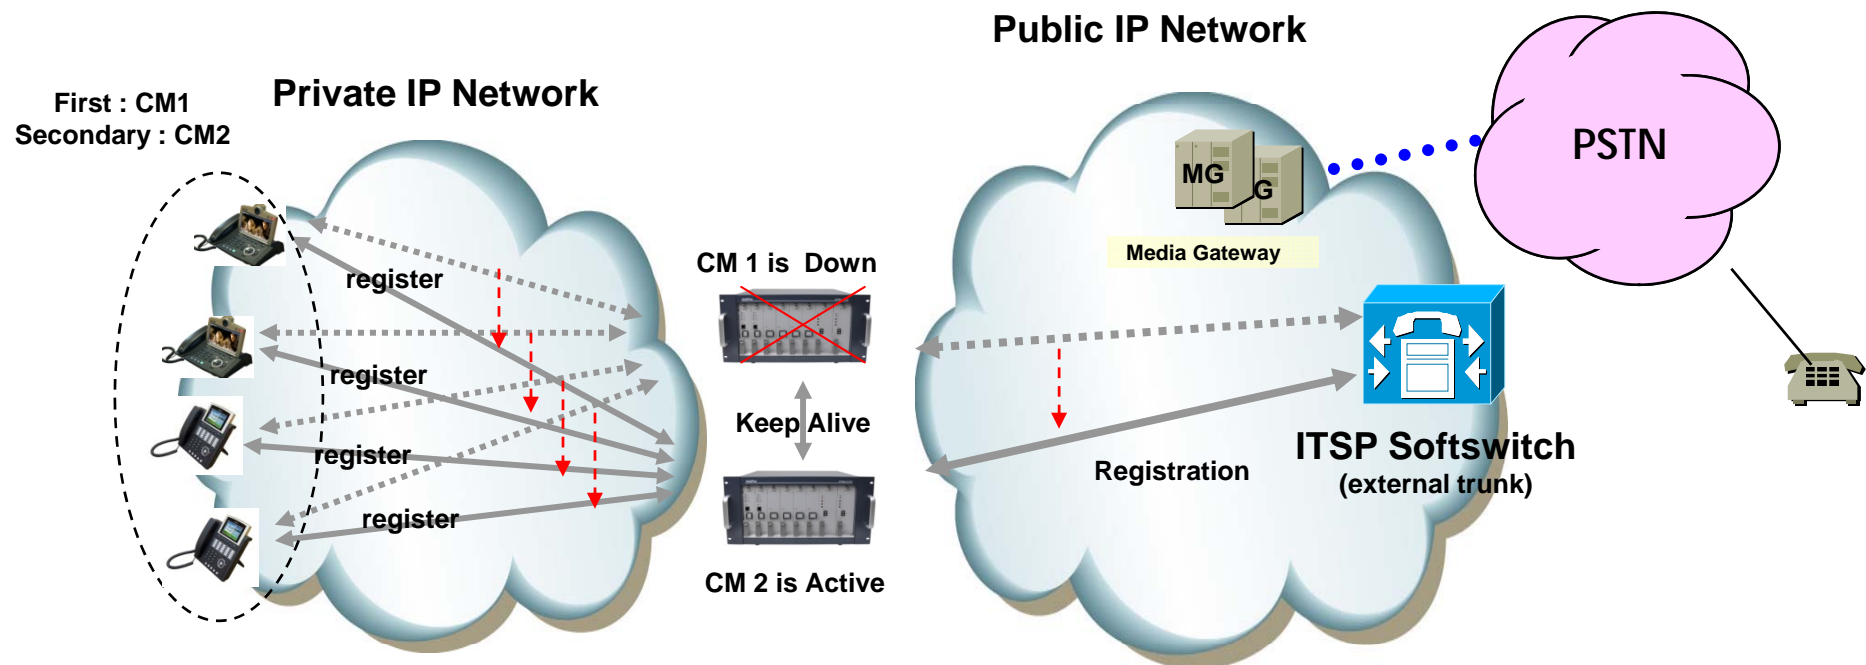 Public IP Network
Private IP Network
First : CM1
Secondary : CM2
PSTN
MG
G
Media Gateway
CM 1 is Down
register
register
register
register
Keep Alive
CM 2 is Active
Registration
ITSP Softswitch
(external trunk)